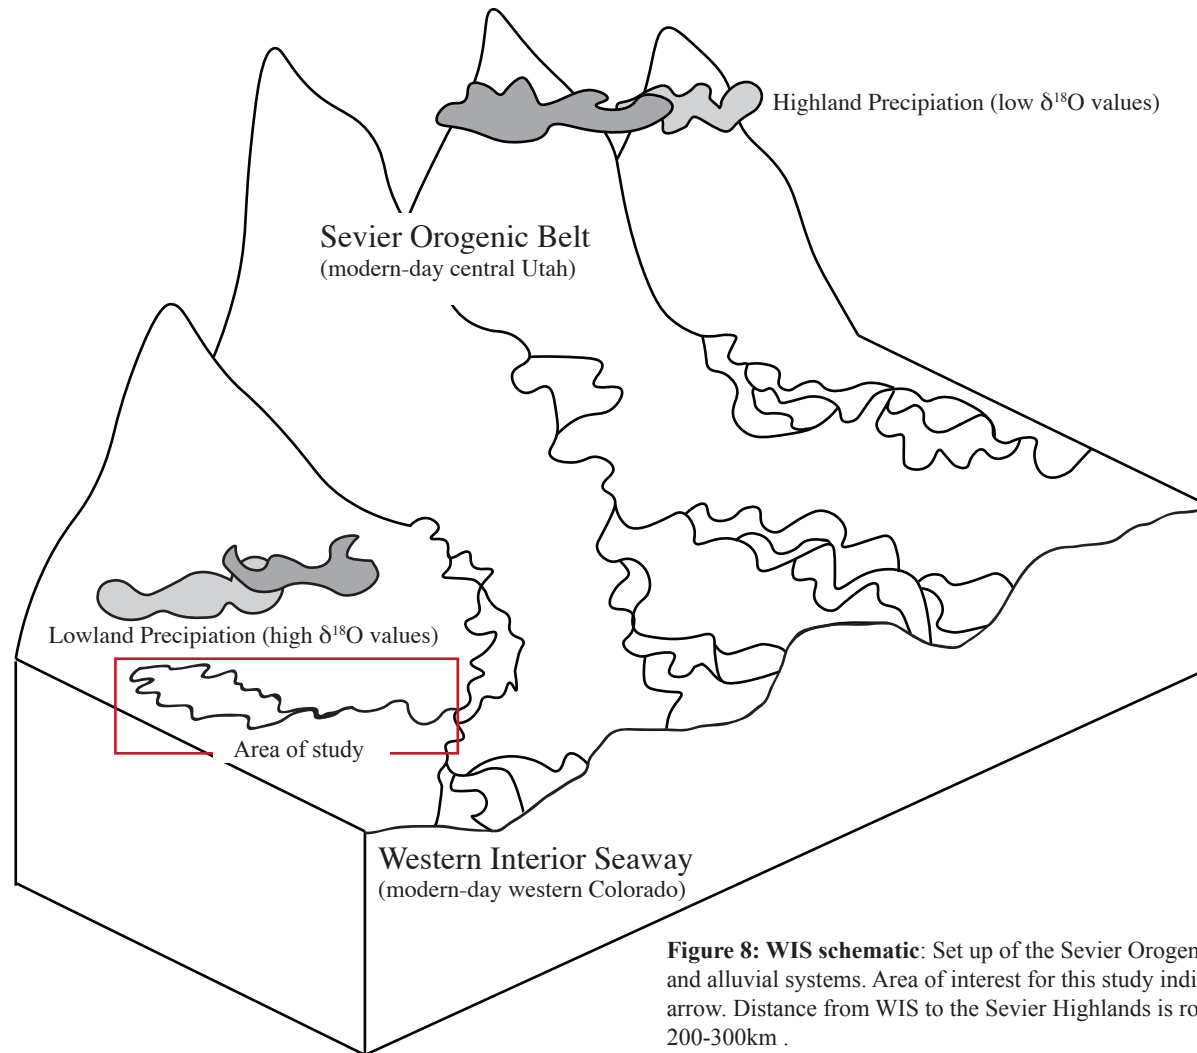 Highland Precipiation (low δ¹⁸O values)
Sevier Orogenic Belt
(modern-day central Utah)
Lowland Precipiation (high δ¹⁸O values)
Area of study
Western Interior Seaway
(modern-day western Colorado)
Figure 8: WIS schematic: Set up of the Sevier Orogen
and alluvial systems. Area of interest for this study indi
arrow. Distance from WIS to the Sevier Highlands is ro
200-300km .